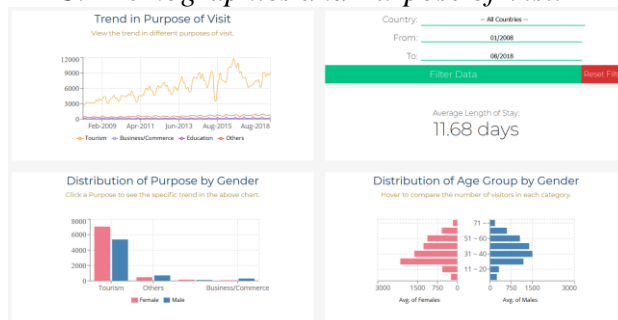 Trend in Purpose of Visit
View the trend in different purposes of visit.
12000
9000
6000
3000
0
Feb-2009 Apr-2011 Jun-2013 Aug-2015 Aug-2018
Tourism Business/Commerce Education Others
Country: -- All Countries --
From: 01/2008
To: 08/2018
Filter Data
Reset Filt
Average Length of Stay:
11.68 days
Distribution of Purpose by Gender
Click a Purpose to see the specific trend in the above chart.
8000
6000
4000
2000
0
Tourism Others Business/Commerce
Female Male
Distribution of Age Group by Gender
Hover to compare the number of visitors in each category.
71 ~
51 ~ 60
31 ~ 40
11 ~ 20
3000 1500 750 0
0 750 1500 3000
Avg. of Females
Avg. of Males